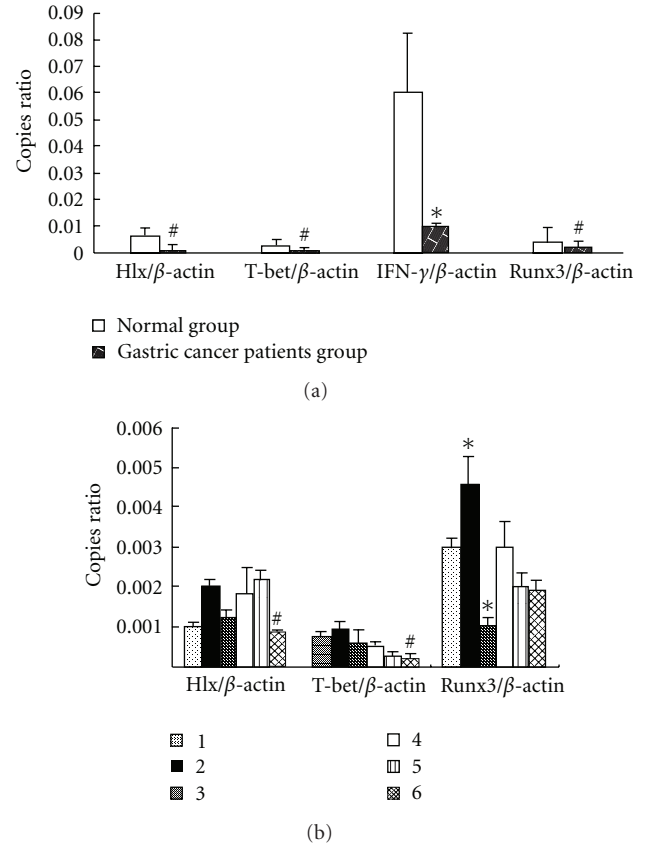 0.09
0.08
0.07
0.06
0.05
0.04
0.03
0.02
0.01
0
Copies ratio
# # * #
Hlx/β-actin T-bet/β-actin IFN-γ/β-actin Runx3/β-actin
Normal group
Gastric cancer patients group
(a)
0.006
0.005
0.004
0.003
0.002
0.001
Copies ratio
# # * *
Hlx/β-actin T-bet/β-actin Runx3/β-actin
1 4
2 5
3 6
(b)